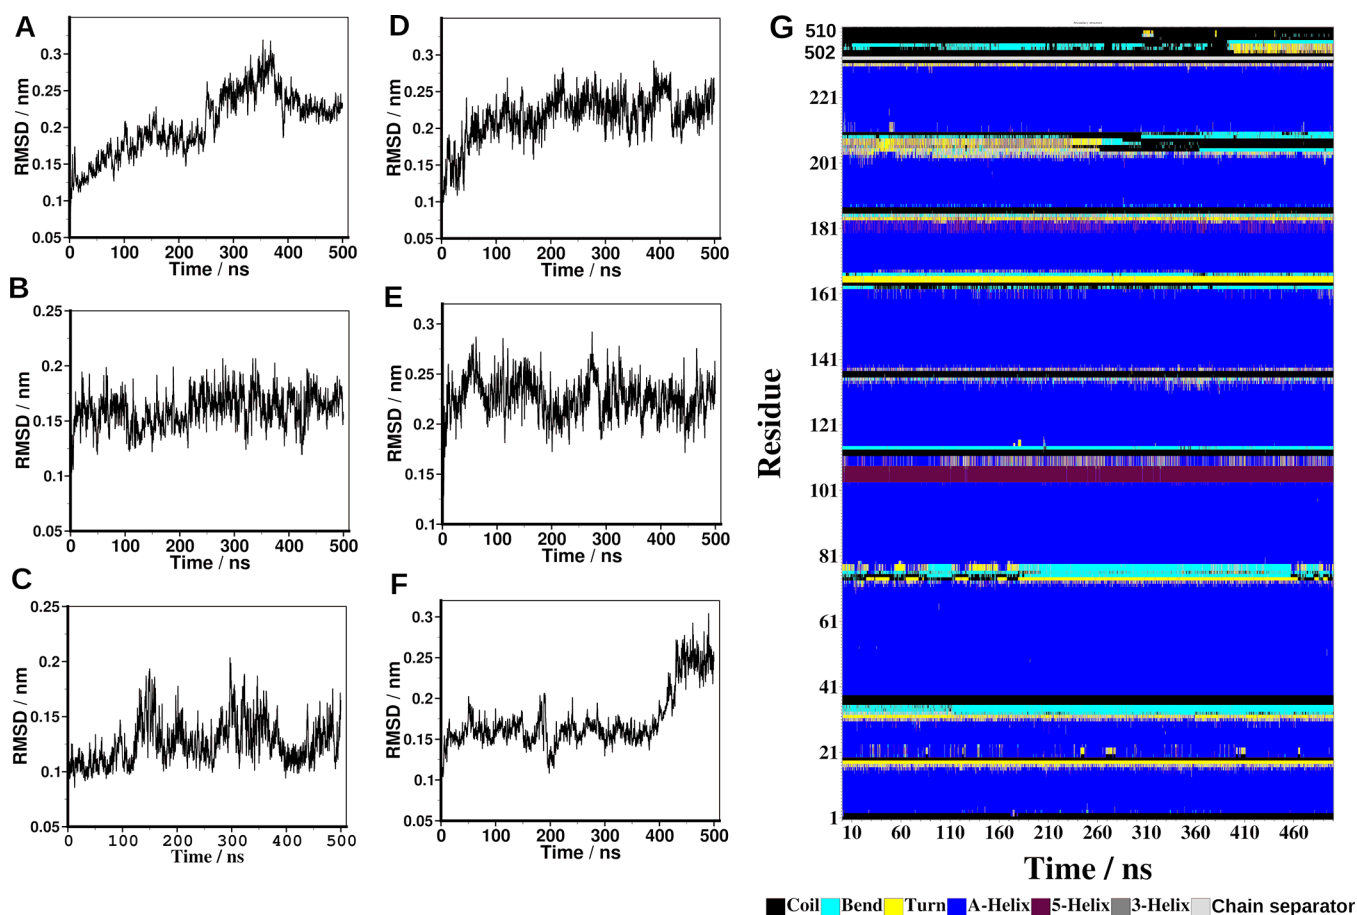 A
RMSD / nm
0.3
0.25
0.2
0.15
0.1
0.05
0 100 200 300 400 500
Time / ns
B
RMSD / nm
0.25
0.2
0.15
0.1
0.05
0 100 200 300 400 500
Time / ns
C
RMSD / nm
0.25
0.2
0.15
0.1
0.05
0 100 200 300 400 500
Time / ns
D
RMSD / nm
0.3
0.25
0.2
0.15
0.1
0.05
0 100 200 300 400 500
Time / ns
E
RMSD / nm
0.3
0.25
0.2
0.15
0.1
0 100 200 300 400 500
Time / ns
F
RMSD / nm
0.3
0.25
0.2
0.15
0.1
0.05
0 100 200 300 400 500
Time / ns
G
Residue
510
502
221
201
181
161
141
121
101
81
61
41
21
1
10 60 110 160 210 260 310 360 410 460
Time / ns
Coil Bend Turn A-Helix 5-Helix 3-Helix Chain separator